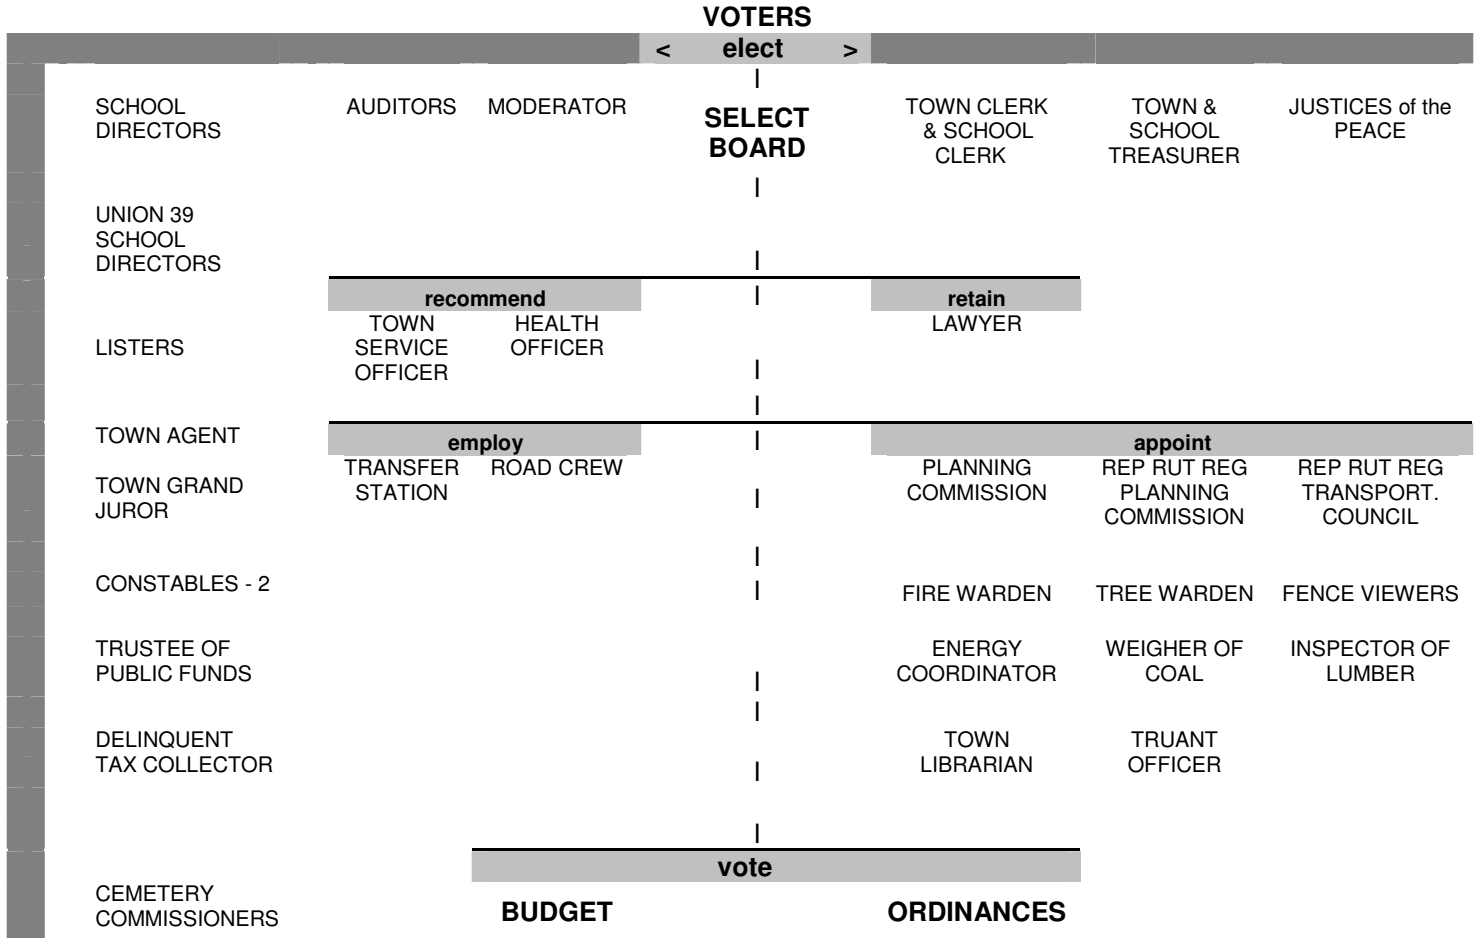 VOTERS
< elect >
SCHOOL
DIRECTORS
AUDITORS
MODERATOR
SELECT
BOARD
TOWN CLERK
& SCHOOL
CLERK
TOWN &
SCHOOL
TREASURER
JUSTICES of the
PEACE
UNION 39
SCHOOL
DIRECTORS
recommend
retain
LISTERS
TOWN
SERVICE
OFFICER
HEALTH
OFFICER
LAWYER
TOWN AGENT
employ
appoint
TOWN GRAND
JUROR
TRANSFER
STATION
ROAD CREW
PLANNING
COMMISSION
REP RUT REG
PLANNING
COMMISSION
REP RUT REG
TRANSPORT.
COUNCIL
CONSTABLES - 2
FIRE WARDEN
TREE WARDEN
FENCE VIEWERS
TRUSTEE OF
PUBLIC FUNDS
ENERGY
COORDINATOR
WEIGHER OF
COAL
INSPECTOR OF
LUMBER
DELINQUENT
TAX COLLECTOR
TOWN
LIBRARIAN
TRUANT
OFFICER
vote
CEMETERY
COMMISSIONERS
BUDGET
ORDINANCES